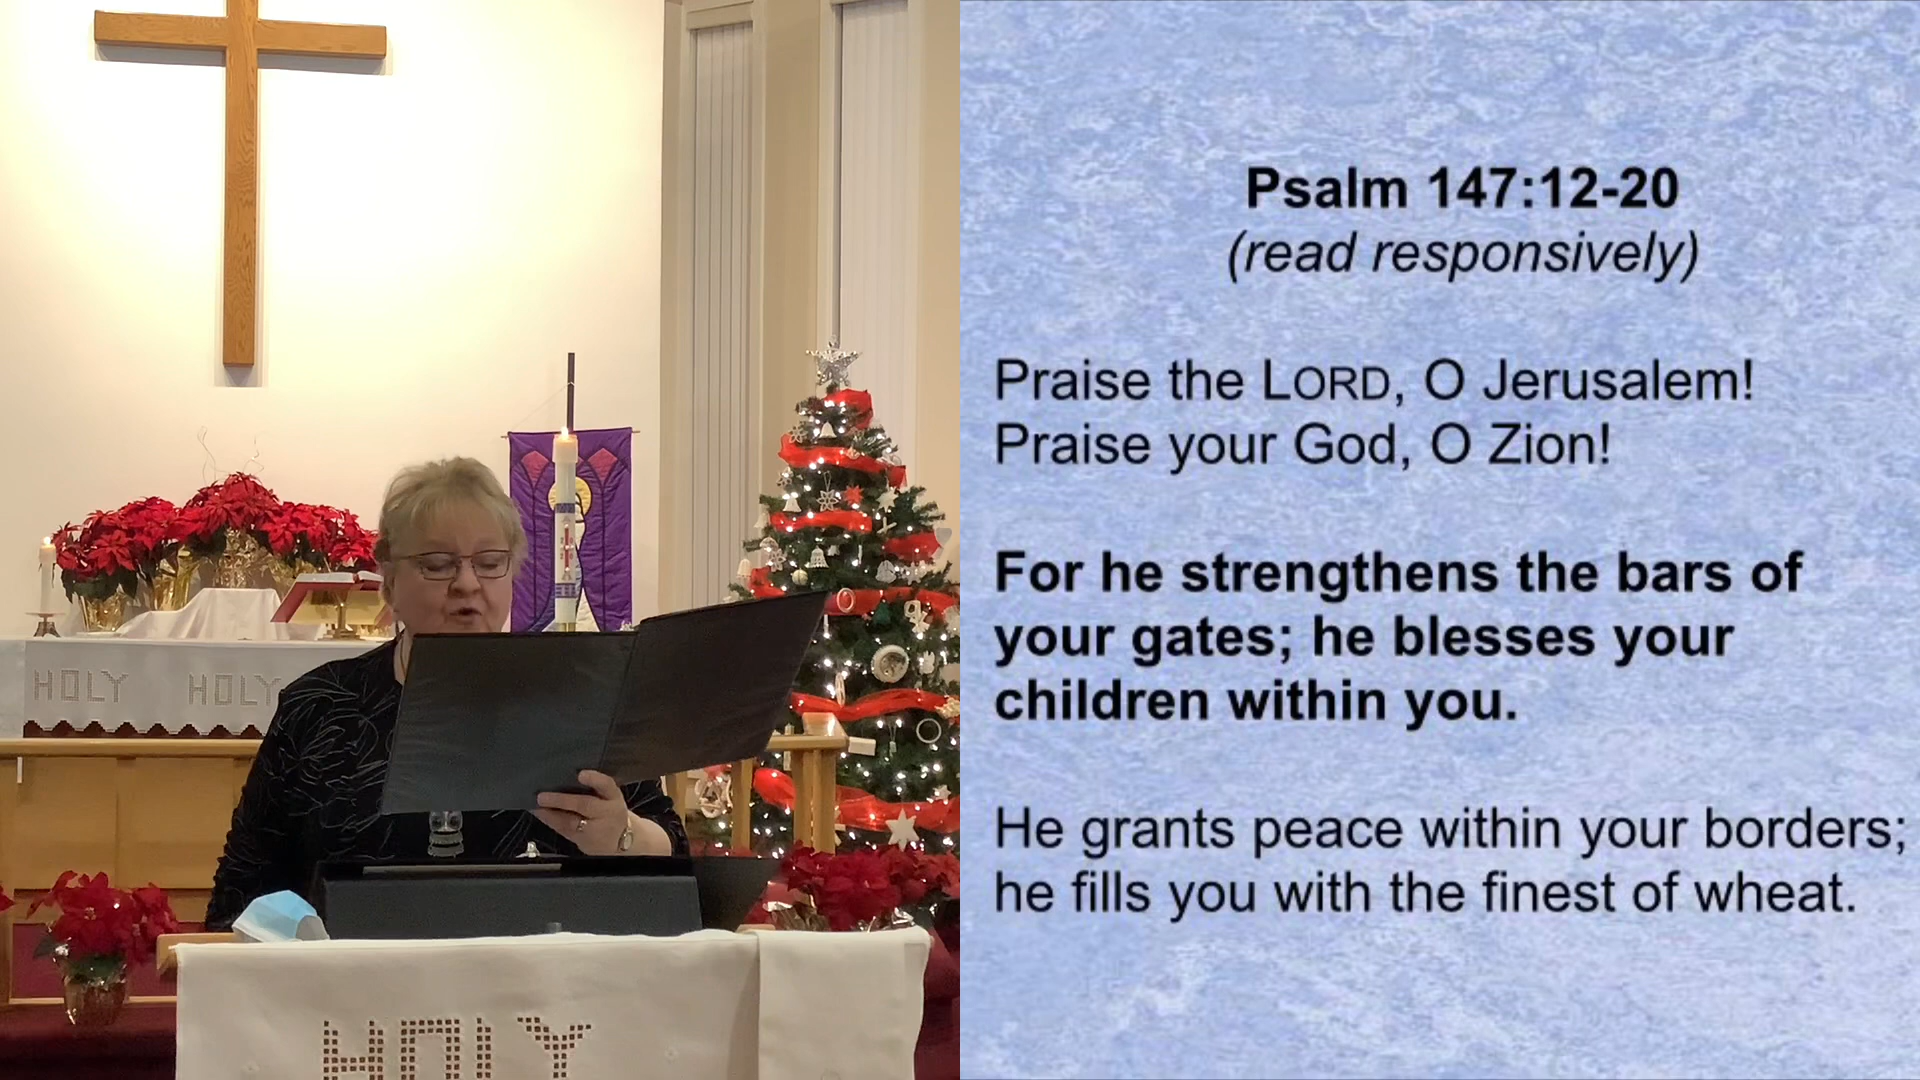 HOLY HOLY
HOLY
Psalm 147:12-20
(read responsively)
Praise the LORD, O Jerusalem!
Praise your God, O Zion!
For he strengthens the bars of
your gates; he blesses your
children within you.
He grants peace within your borders;
he fills you with the finest of wheat.